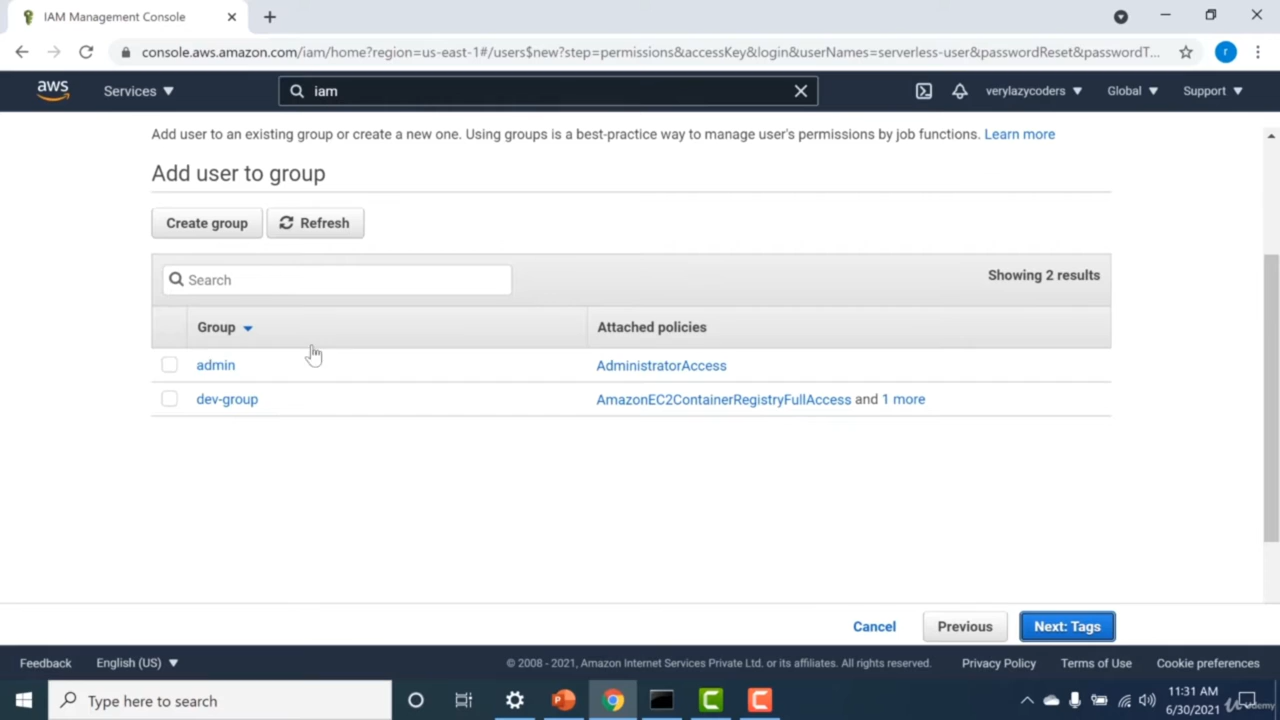 IAM Management Console
console.aws.amazon.com/iam/home?region=us-east-1#/users$new?step=permissions&accessKey&login&userNames=serverless-user&passwordReset&passwordT...
r
aws
Services
iam
verylazycoders
Global
Support
Add user to an existing group or create a new one. Using groups is a best-practice way to manage user's permissions by job functions. Learn more
Add user to group
Create group
Refresh
Search
Showing 2 results
Group
Attached policies
admin
AdministratorAccess
dev-group
AmazonEC2ContainerRegistryFullAccess and 1 more
Cancel
Previous
Next: Tags
Feedback
English (US)
© 2008 - 2021, Amazon Internet Services Private Ltd. or its affiliates. All rights reserved.
Privacy Policy
Terms of Use
Cookie preferences
Type here to search
11:31 AM
6/30/2021
Udemy